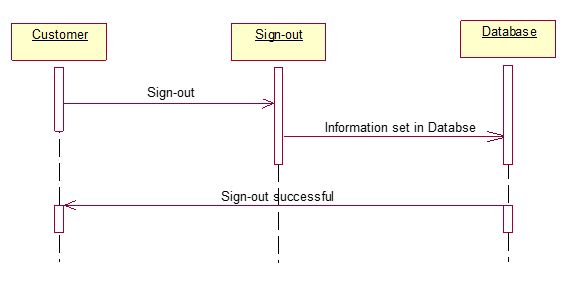 Customer
Sign-out
Database
Sign-out
Information set in Databse
Sign-out successful